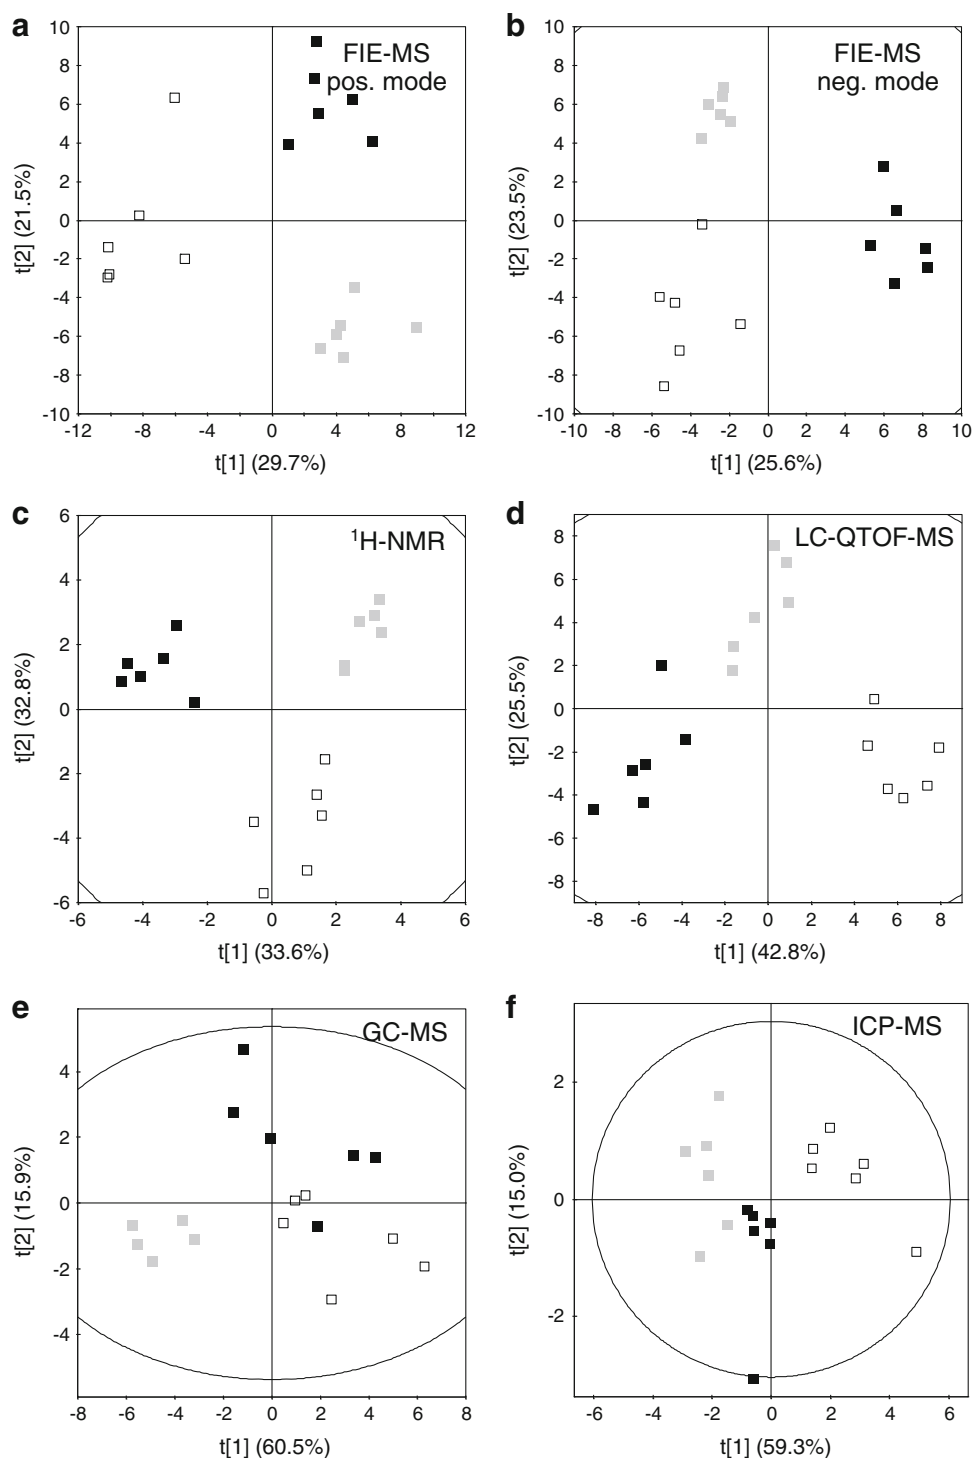 a
FIE-MS
pos. mode
10
8
6
4
2
0
-2
-4
-6
-8
-10
t[2] (21.5%)
-12 -8 -4 0 4 8 12
t[1] (29.7%)
b
FIE-MS
neg. mode
10
8
6
4
2
0
-2
-4
-6
-8
-10
t[2] (23.5%)
-10 -8 -6 -4 -2 0 2 4 6 8 10
t[1] (25.6%)
c
¹H-NMR
6
4
2
0
2
-4
-6
t[2] (32.8%)
-6 -4 -2 0 2 4 6
t[1] (33.6%)
d
LC-QTOF-MS
8
6
4
2
0
-2
-4
-6
-8
t[2] (25.5%)
-8 -6 -4 -2 0 2 4 6 8
t[1] (42.8%)
e
GC-MS
4
2
0
-2
-4
t[2] (15.9%)
-8 -6 -4 -2 0 2 4 6 8
t[1] (60.5%)
f
ICP-MS
2
0
-2
t[2] (15.0%)
-6 -4 -2 0 2 4 6
t[1] (59.3%)